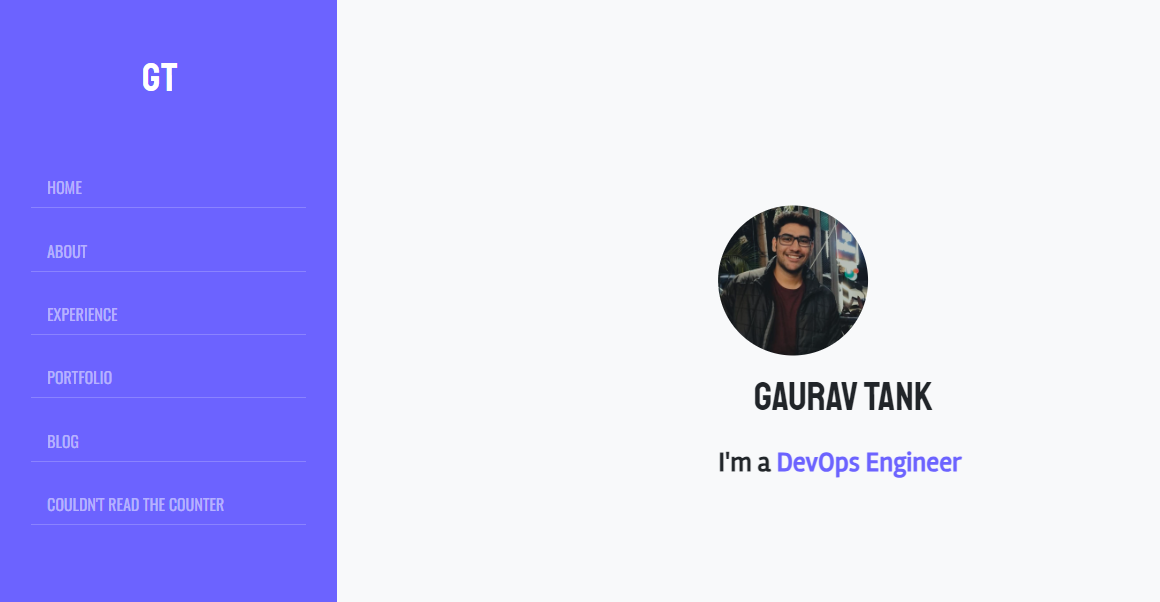 GT
HOME
ABOUT
EXPERIENCE
PORTFOLIO
BLOG
COULDN'T READ THE COUNTER
GAURAV TANK
I'm a DevOps Engineer